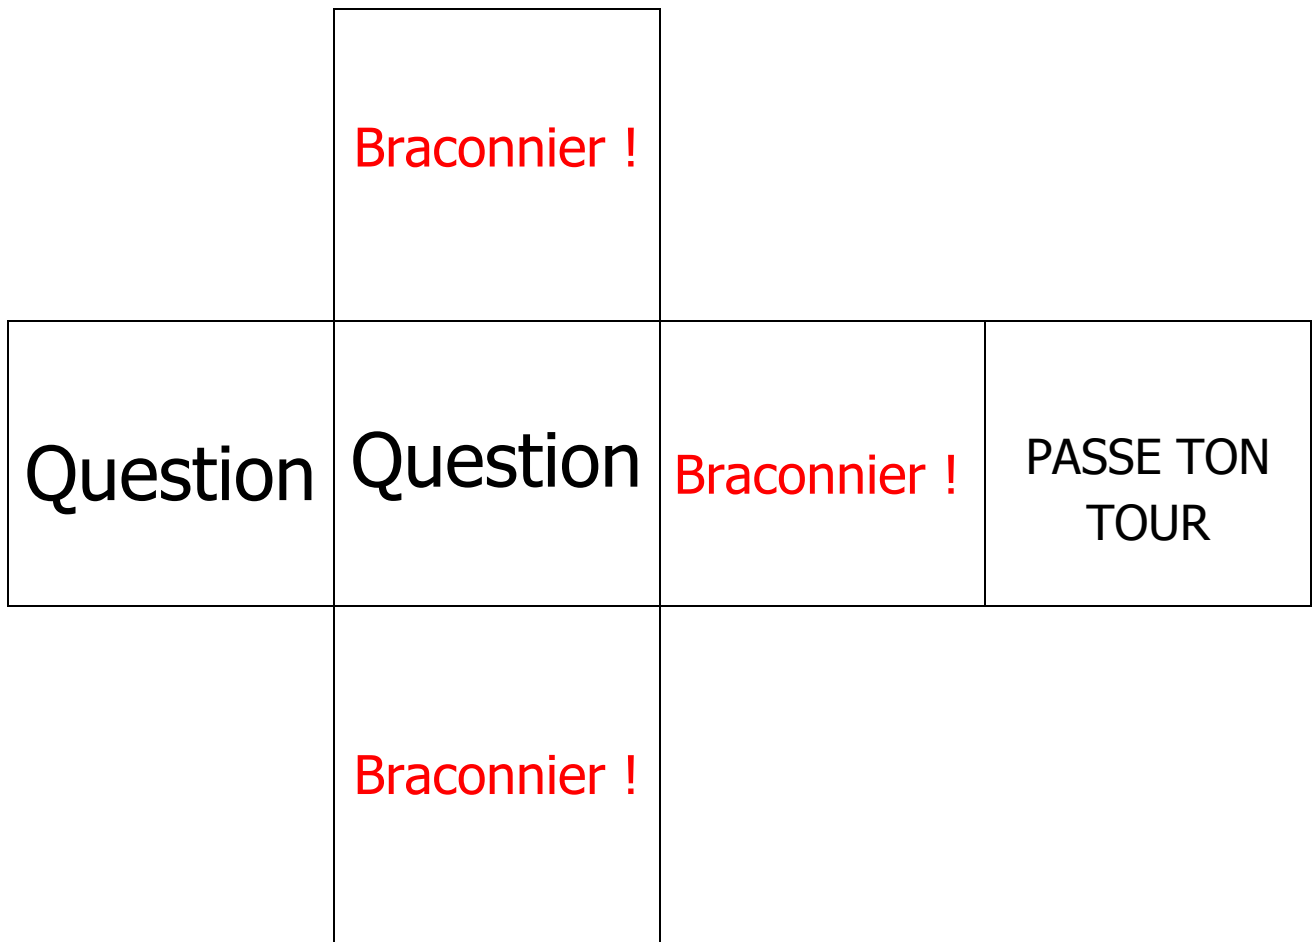 Braconnier !
Question
Question
Braconnier !
PASSE TON
TOUR
Braconnier !